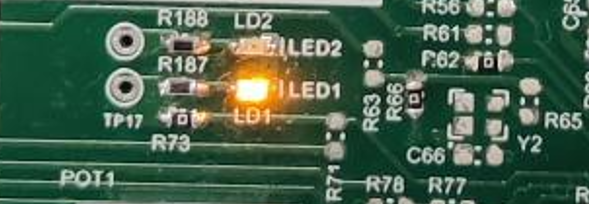 R188 LD2
LED2
R187
LED1
TP17
LD1
R73
POT1
R71
R63
R66
R56
R61
R62
R65
C66
Y2
R78
R77